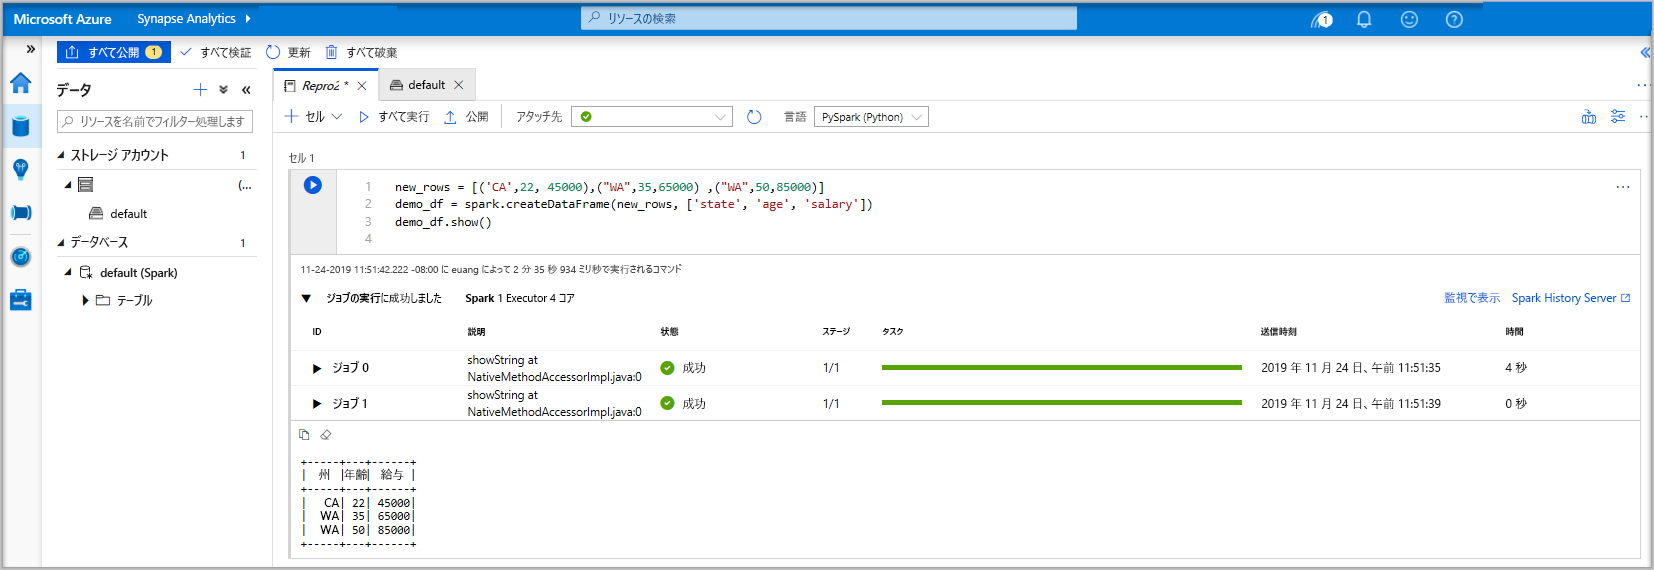 Microsoft Azure Synapse Analytics リソースの検索 1
すべて公開 1 すべて検証 更新 すべて破棄
データ
リソースを名前でフィルター処理します
ストレージ アカウント 1
(...
default
データベース 1
default (Spark)
テーブル
Repro2 * default
セル すべて実行 公開 アタッチ先 言語 PySpark (Python)
セル 1
1 new_rows = [('CA',22, 45000),("WA",35,65000) ,("WA",50,85000)]
2 demo_df = spark.createDataFrame(new_rows, ['state', 'age', 'salary'])
3 demo_df.show()
4
11-24-2019 11:51:42.222 -08:00 に euang によって 2 分 35 秒 934 ミリ秒で実行されるコマンド
ジョブの実行に成功しました Spark 1 Executor 4 コア 監視で表示 Spark History Server
ID 説明 状態 ステージ タスク 送信時刻 時間
ジョブ 0 showString at NativeMethodAccessorImpl.java:0 成功 1/1 2019 年 11 月 24 日、午前 11:51:35 4 秒
ジョブ 1 showString at NativeMethodAccessorImpl.java:0 成功 1/1 2019 年 11 月 24 日、午前 11:51:39 0 秒
+-----+---+------+
| 州 |年齢| 給与 |
+-----+---+------+
| CA| 22| 45000|
| WA| 35| 65000|
| WA| 50| 85000|
+-----+---+------+